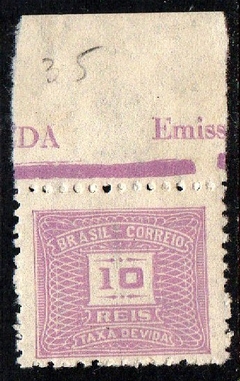 35
DA Emiss
BRASIL CORREIO
10
REIS
TAXA DEVIDA